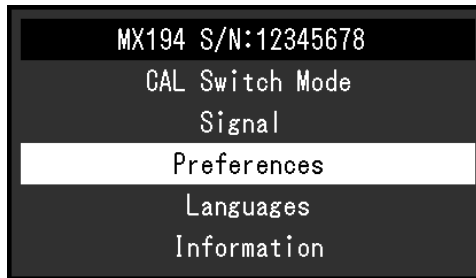 MX194 S/N:12345678
CAL Switch Mode
Signal
Preferences
Languages
Information